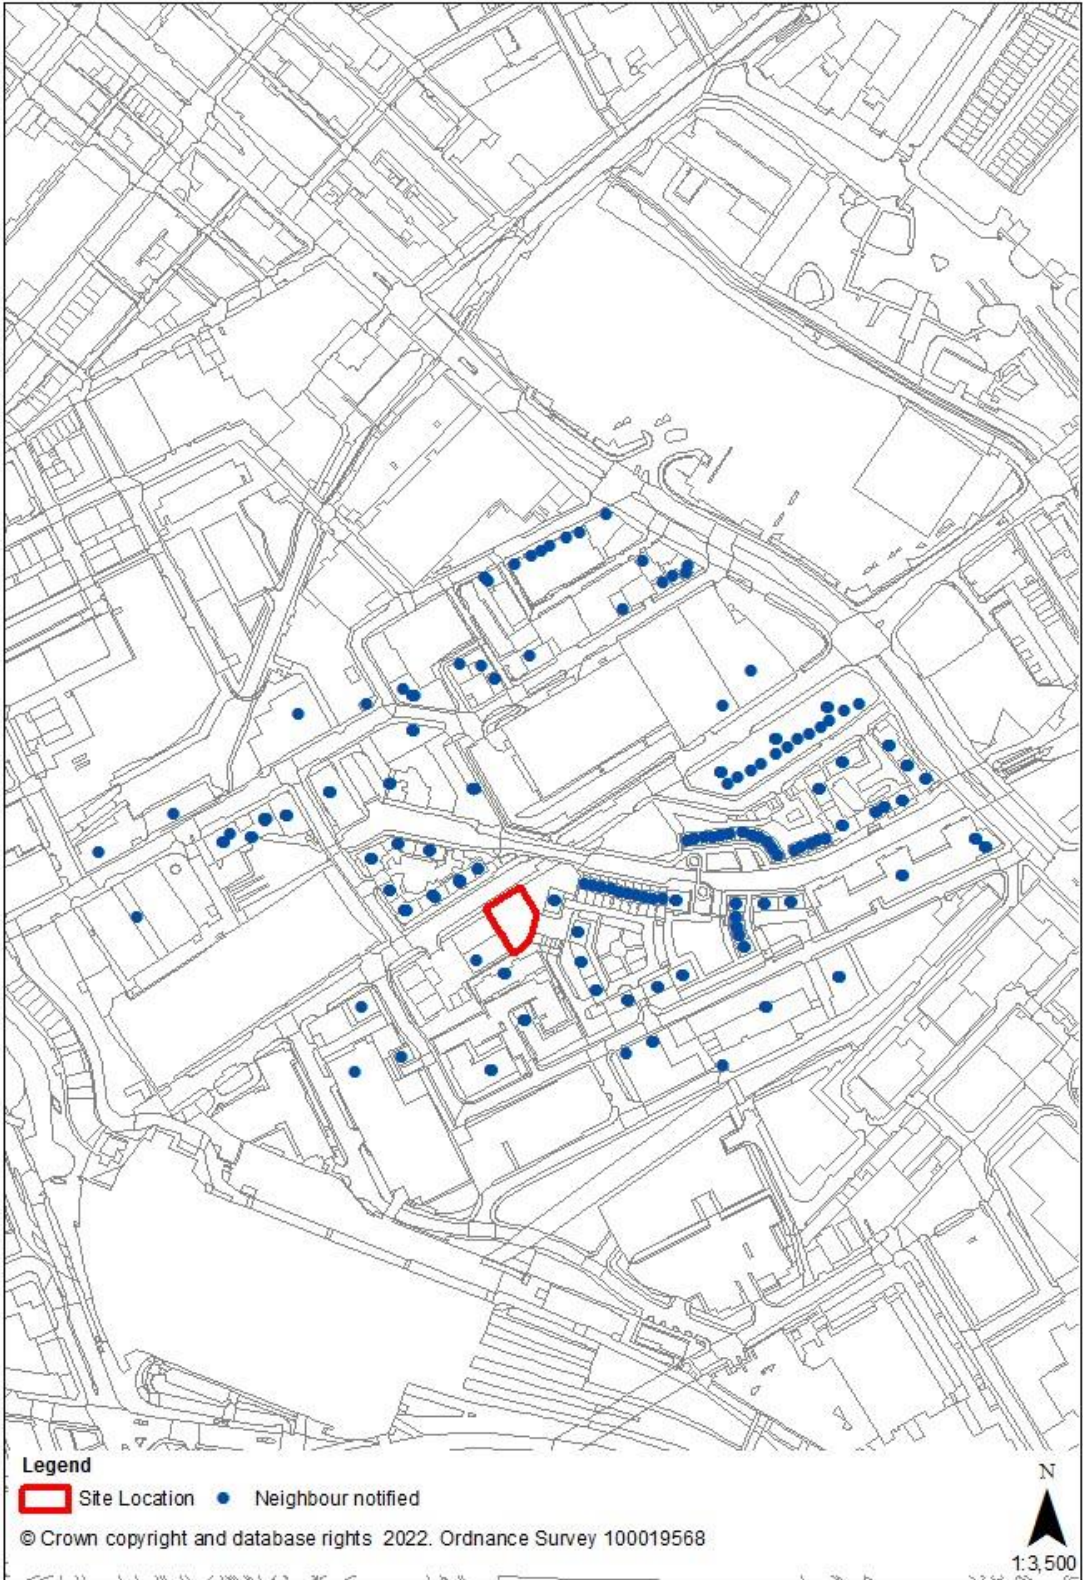 Legend
Site Location Neighbour notified
© Crown copyright and database rights 2022. Ordnance Survey 100019568
N
1:3,500